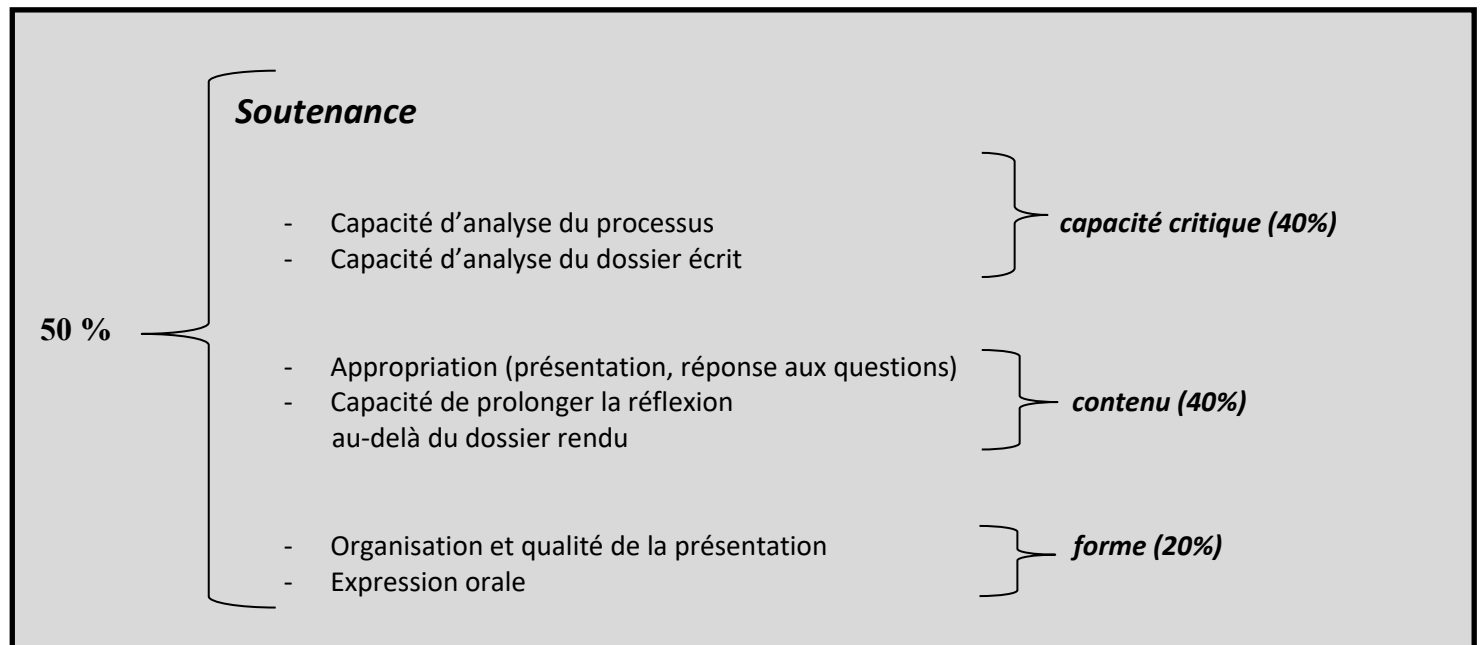 Soutenance
- Capacité d’analyse du processus
- Capacité d’analyse du dossier écrit
capacité critique (40%)
50 %
- Appropriation (présentation, réponse aux questions)
- Capacité de prolonger la réflexion
au-delà du dossier rendu
contenu (40%)
- Organisation et qualité de la présentation
- Expression orale
forme (20%)